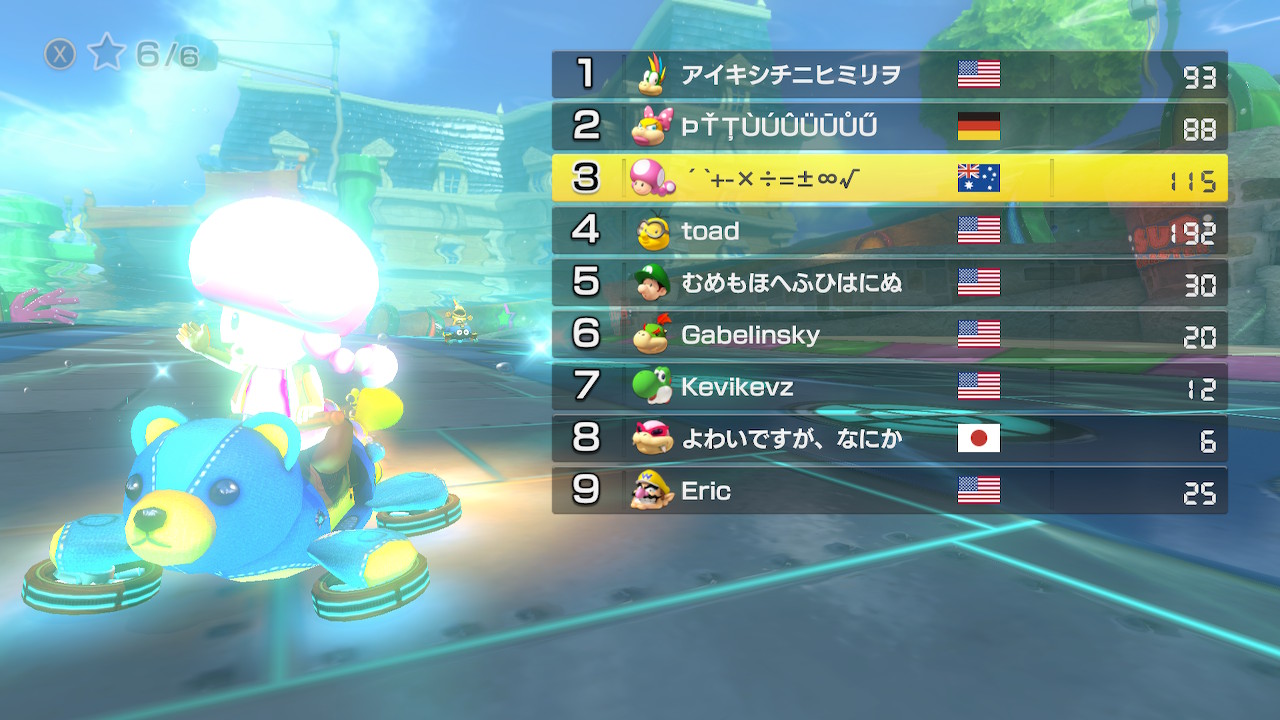 X ☆ 6/6
1 アイキシチニヒミリヲ 93
2 ÞŤŢÙÚÛÜŪŮŰ 88
3 ´`+-×÷=±∞√ 115
4 toad 192
5 むめもほへふひはにぬ 30
6 Gabelinsky 20
7 Kevikevz 12
8 よわいですが、なにか 6
9 Eric 25